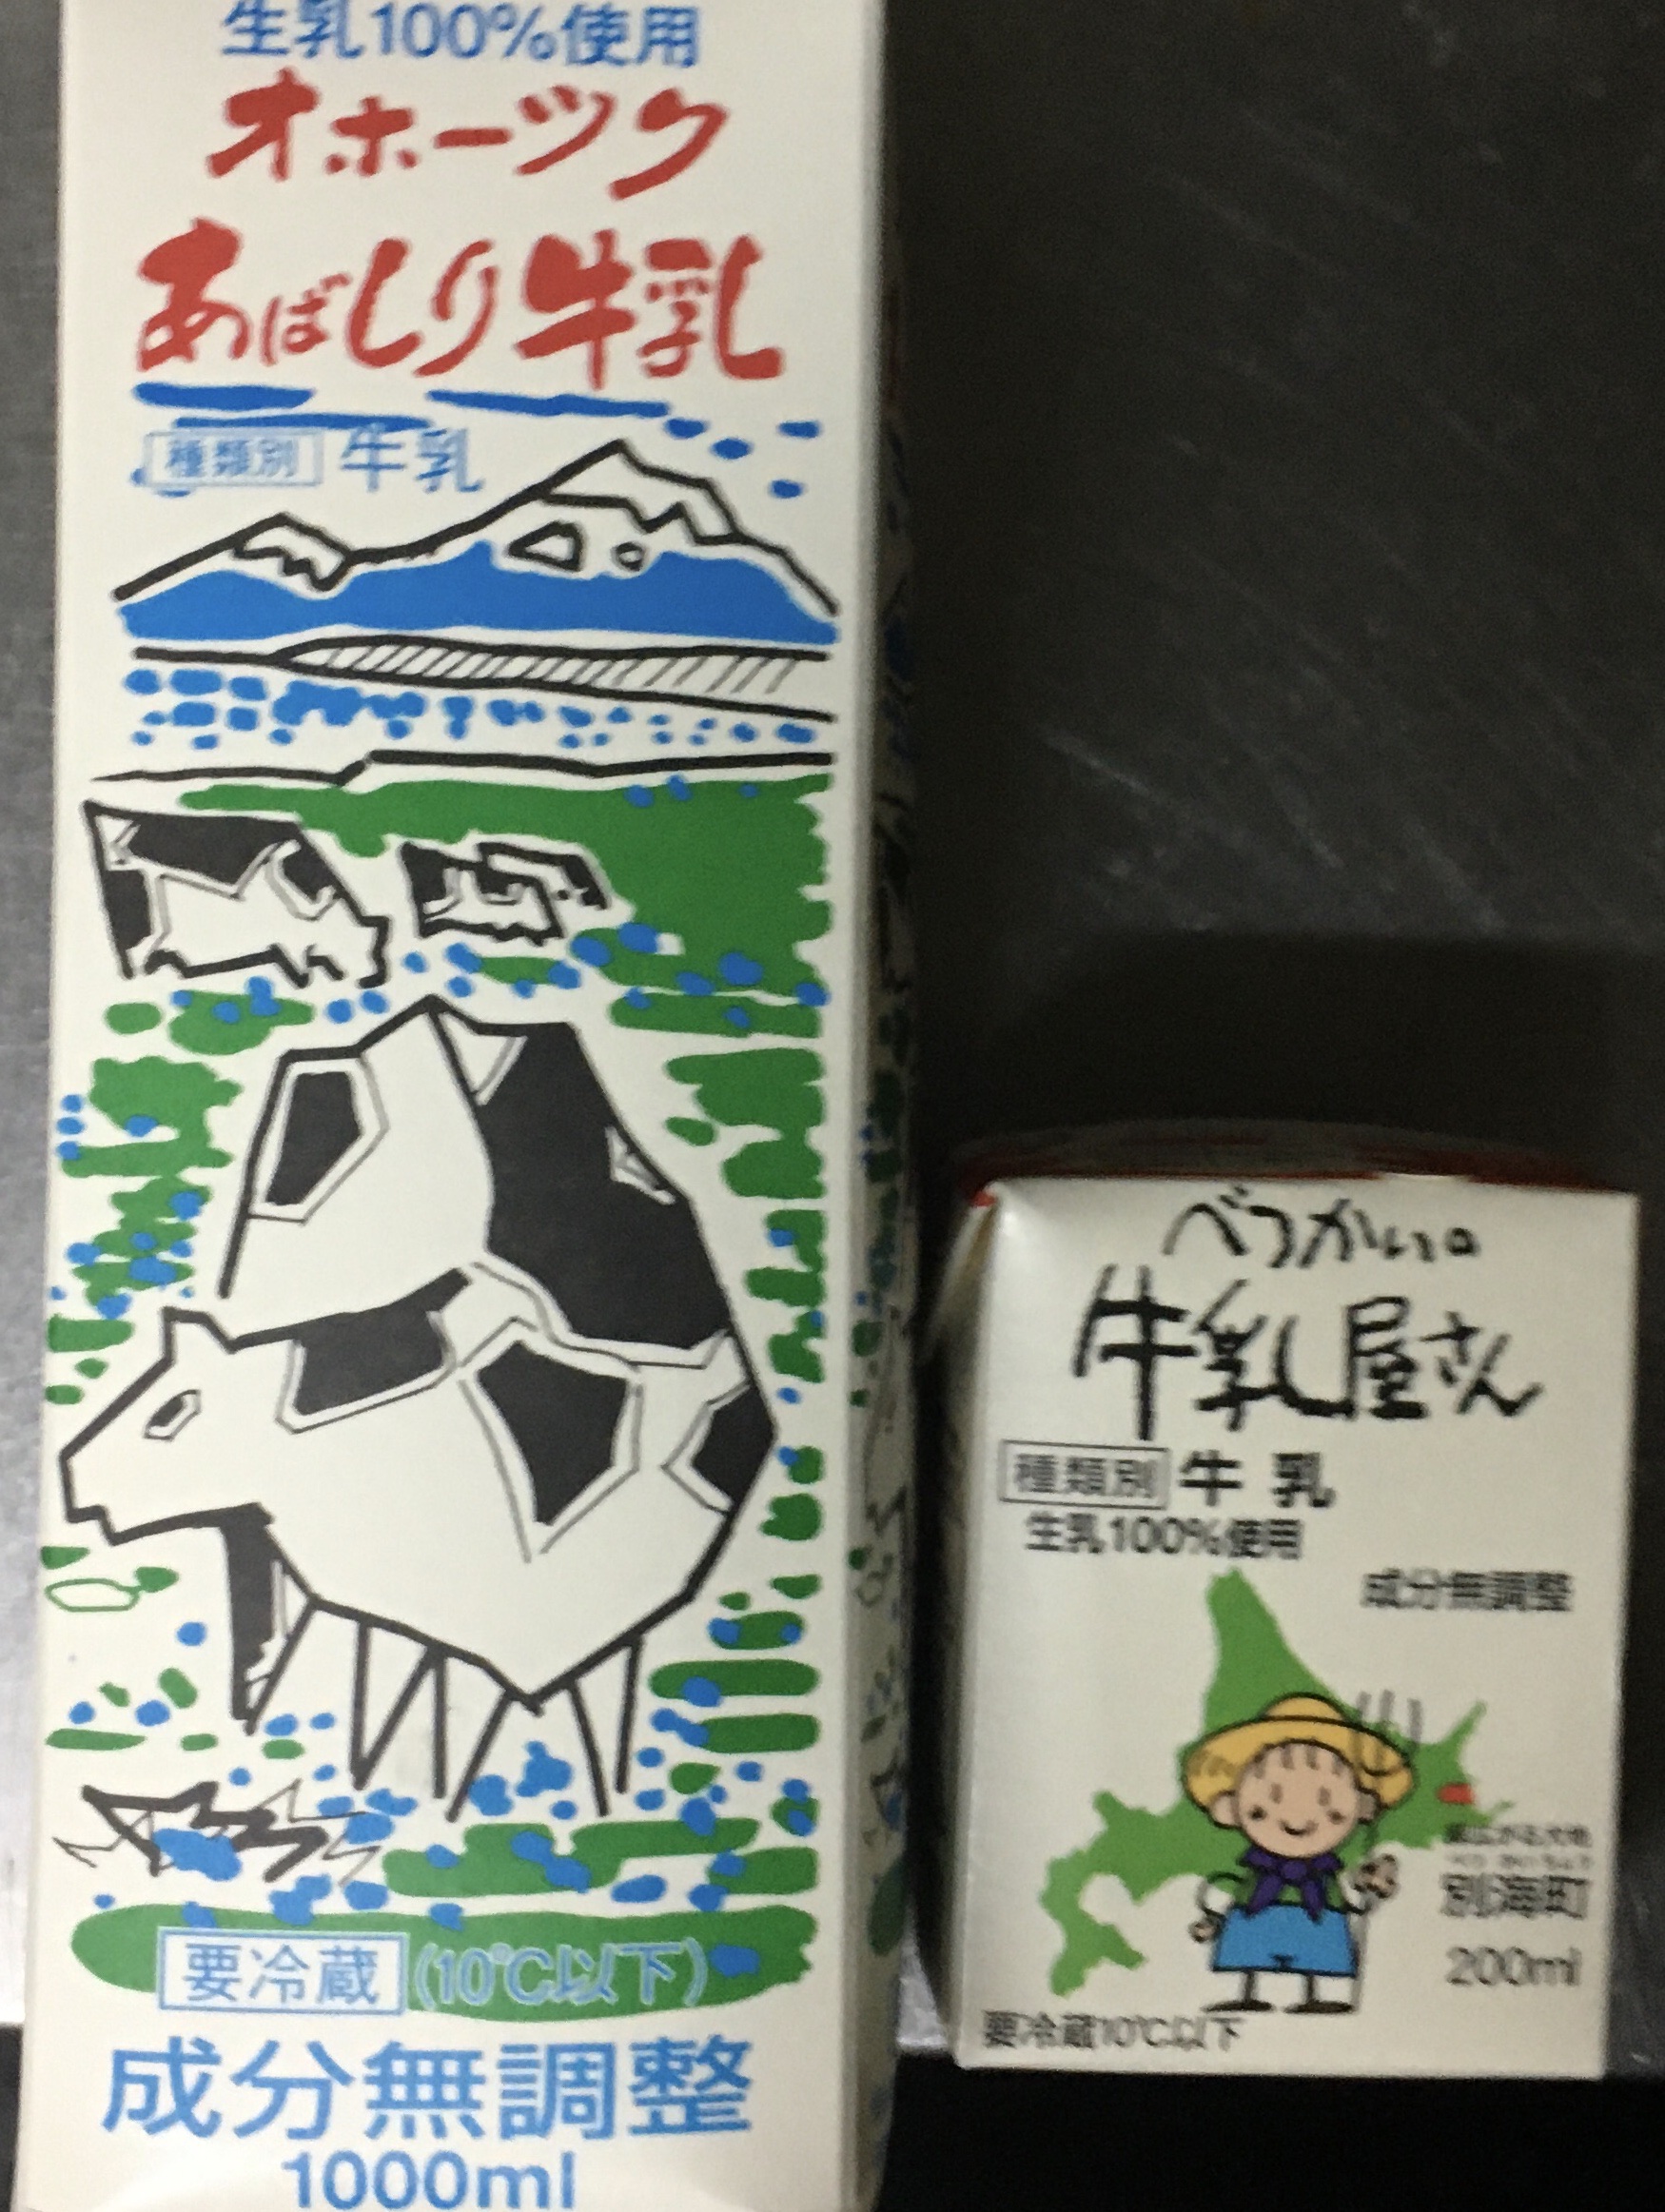 生乳100%使用
オホーツク
あばしり牛乳
種類別 牛乳
要冷蔵 (10℃以下)
成分無調整
1000ml
べつかいの
牛乳屋さん
種類別 牛乳
生乳100%使用
成分無調整
別海町
200ml
要冷蔵10℃以下